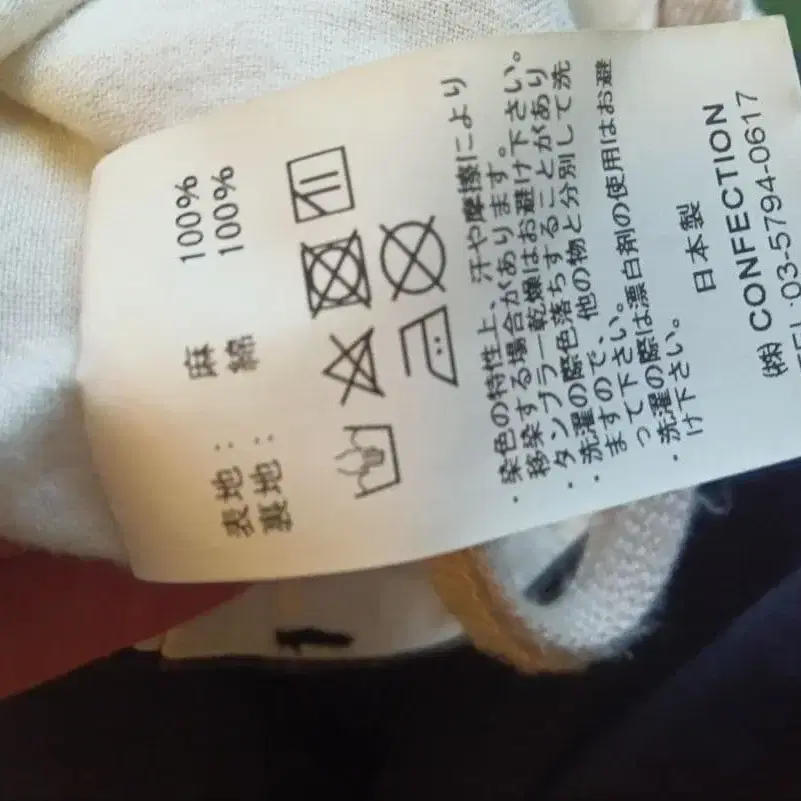 表地: 麻 100%
裏地: 綿 100%
・染色の特性上、汗や摩擦により
移染する場合があります。
・タンブラー乾燥はお避け下さい。
・洗濯の際色落ちすることがあり
ますので、他の物と分別して洗
って下さい。
・洗濯の際は漂白剤の使用はお避
け下さい。
日本製
(株) CONFECTION
TEL:03-5794-0617
1